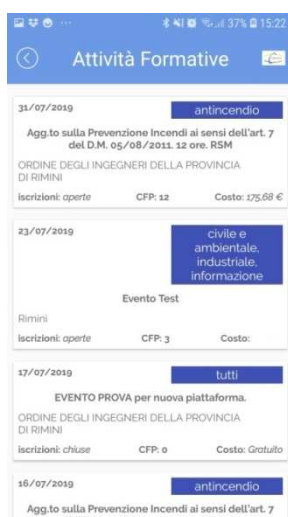 37% 15:22
Attività Formative
31/07/2019
antincendio
Agg.to sulla Prevenzione Incendi ai sensi dell'art. 7
del D.M. 05/08/2011. 12 ore. RSM
ORDINE DEGLI INGEGNERI DELLA PROVINCIA
DI RIMINI
iscrizioni: aperte CFP: 12 Costo: 175,68 €
23/07/2019
civile e
ambientale,
industriale,
informazione
Evento Test
Rimini
iscrizioni: aperte CFP: 3 Costo:
17/07/2019
tutti
EVENTO PROVA per nuova piattaforma.
ORDINE DEGLI INGEGNERI DELLA PROVINCIA
DI RIMINI
iscrizioni: chiuse CFP: 0 Costo: Gratuito
16/07/2019
antincendio
Agg.to sulla Prevenzione Incendi ai sensi dell'art. 7